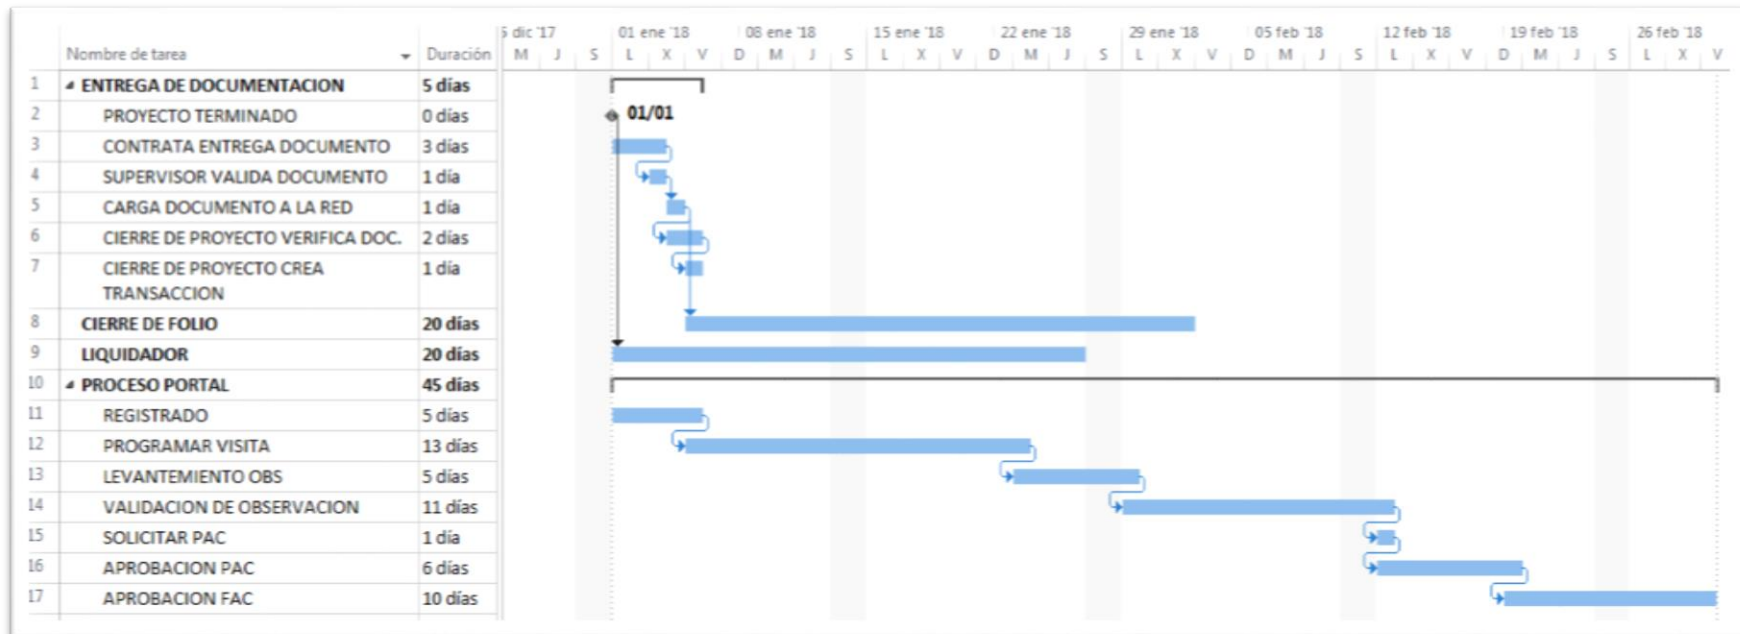 5 dic '17 01 ene '18 08 ene '18 15 ene '18 22 ene '18 29 ene '18 05 feb '18 12 feb '18 19 feb '18 26 feb '18
Nombre de tarea Duración M J S L X V D M J S L X V D M J S L X V D M J S L X V D M J S L X V
1 ENTREGA DE DOCUMENTACION 5 días
2 PROYECTO TERMINADO 0 días 01/01
3 CONTRATA ENTREGA DOCUMENTO 3 días
4 SUPERVISOR VALIDA DOCUMENTO 1 día
5 CARGA DOCUMENTO A LA RED 1 día
6 CIERRE DE PROYECTO VERIFICA DOC. 2 días
7 CIERRE DE PROYECTO CREA 1 día
TRANSACCION
8 CIERRE DE FOLIO 20 días
9 LIQUIDADOR 20 días
10 PROCESO PORTAL 45 días
11 REGISTRADO 5 días
12 PROGRAMAR VISITA 13 días
13 LEVANTEMIENTO OBS 5 días
14 VALIDACION DE OBSERVACION 11 días
15 SOLICITAR PAC 1 día
16 APROBACION PAC 6 días
17 APROBACION FAC 10 días